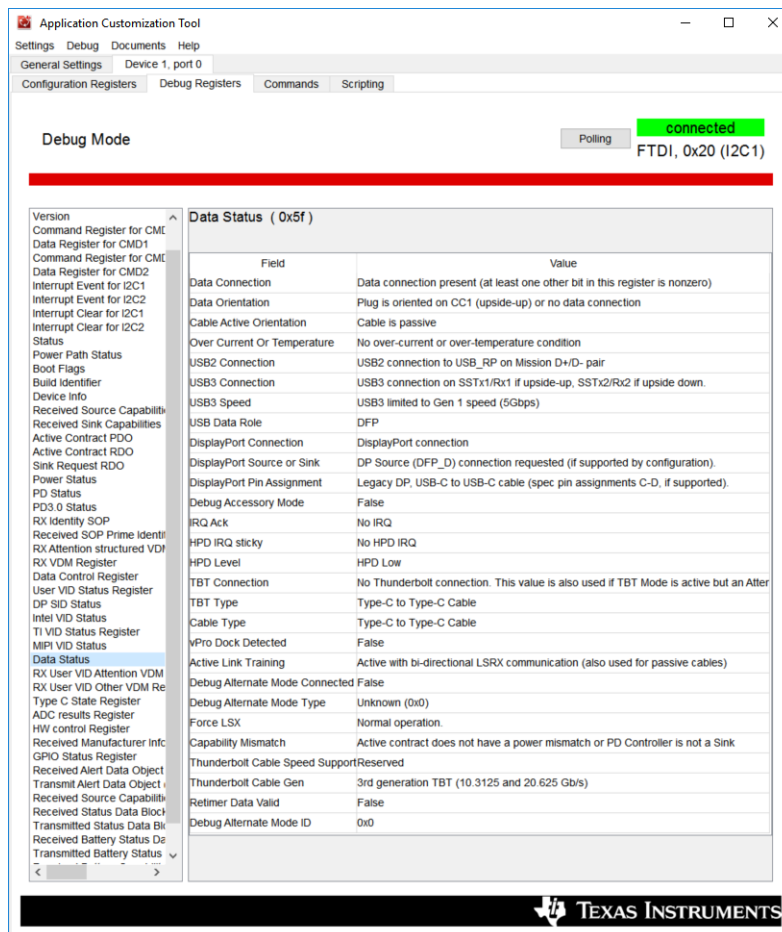 Application Customization Tool
Settings Debug Documents Help
General Settings Device 1, port 0
Configuration Registers Debug Registers Commands Scripting
Debug Mode
Polling
connected
FTDI, 0x20 (I2C1)
Version
Command Register for CMD
Data Register for CMD1
Command Register for CMD
Data Register for CMD2
Interrupt Event for I2C1
Interrupt Event for I2C2
Interrupt Clear for I2C1
Interrupt Clear for I2C2
Status
Power Path Status
Boot Flags
Build Identifier
Device Info
Received Source Capabiliti
Received Sink Capabilities
Active Contract PDO
Active Contract RDO
Sink Request RDO
Power Status
PD Status
PD3.0 Status
RX Identity SOP
Received SOP Prime Identi
RX Attention structured VDM
RX VDM Register
Data Control Register
User VID Status Register
DP SID Status
Intel VID Status
TI VID Status Register
MIPI VID Status
Data Status
RX User VID Attention VDM
RX User VID Other VDM Re
Type C State Register
ADC results Register
HW control Register
Received Manufacturer Info
GPIO Status Register
Received Alert Data Object
Transmit Alert Data Object
Received Source Capabiliti
Received Status Data Block
Transmitted Status Data Blo
Received Battery Status Da
Transmitted Battery Status
Data Status ( 0x5f )
Field Value
Data Connection Data connection present (at least one other bit in this register is nonzero)
Data Orientation Plug is oriented on CC1 (upside-up) or no data connection
Cable Active Orientation Cable is passive
Over Current Or Temperature No over-current or over-temperature condition
USB2 Connection USB2 connection to USB_RP on Mission D+/D- pair
USB3 Connection USB3 connection on SSTx1/Rx1 if upside-up, SSTx2/Rx2 if upside down.
USB3 Speed USB3 limited to Gen 1 speed (5Gbps)
USB Data Role DFP
DisplayPort Connection DisplayPort connection
DisplayPort Source or Sink DP Source (DFP_D) connection requested (if supported by configuration).
DisplayPort Pin Assignment Legacy DP, USB-C to USB-C cable (spec pin assignments C-D, if supported).
Debug Accessory Mode False
IRQ Ack No IRQ
HPD IRQ sticky No HPD IRQ
HPD Level HPD Low
TBT Connection No Thunderbolt connection. This value is also used if TBT Mode is active but an Atter
TBT Type Type-C to Type-C Cable
Cable Type Type-C to Type-C Cable
vPro Dock Detected False
Active Link Training Active with bi-directional LSRX communication (also used for passive cables)
Debug Alternate Mode Connected False
Debug Alternate Mode Type Unknown (0x0)
Force LSX Normal operation.
Capability Mismatch Active contract does not have a power mismatch or PD Controller is not a Sink
Thunderbolt Cable Speed Support Reserved
Thunderbolt Cable Gen 3rd generation TBT (10.3125 and 20.625 Gb/s)
Retimer Data Valid False
Debug Alternate Mode ID 0x0
TEXAS INSTRUMENTS